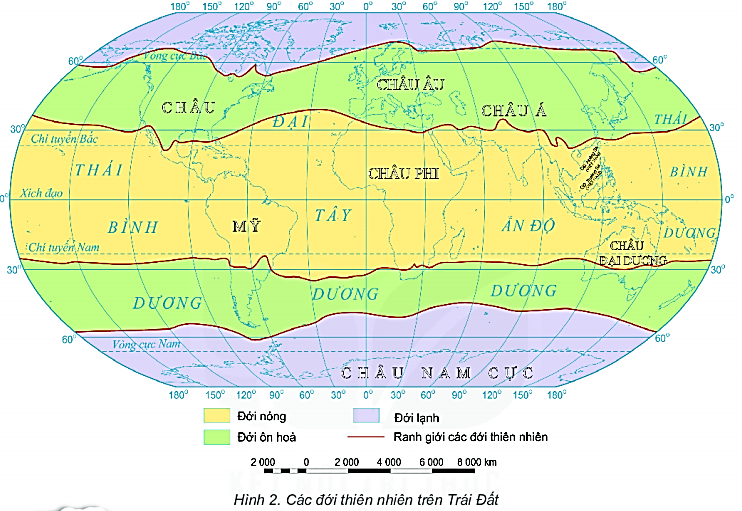 180° 150° 120° 90° 60° 30° 0° 30° 60° 90° 120° 150° 180°
60° Vòng cực Bắc 60°
CHÂU ÂU
CHÂU CHÂU Á
ĐẠI THÁI
30° 30°
Chí tuyến Bắc
THÁI CHÂU PHI BÌNH
Xích đạo
0° 0°
BÌNH MỸ TÂY ẤN ĐỘ DƯƠNG
Chí tuyến Nam CHÂU
ĐẠI DƯƠNG
30° 30°
DƯƠNG DƯƠNG DƯƠNG
60° Vòng cực Nam 60°
CHÂU NAM CỰC
180° 150° 120° 90° 60° 30° 0° 30° 60° 90° 120° 150° 180°
Đới nóng Đới lạnh
Đới ôn hoà Ranh giới các đới thiên nhiên
2 000 0 2 000 4 000 6 000 8 000 km
Hình 2. Các đới thiên nhiên trên Trái Đất